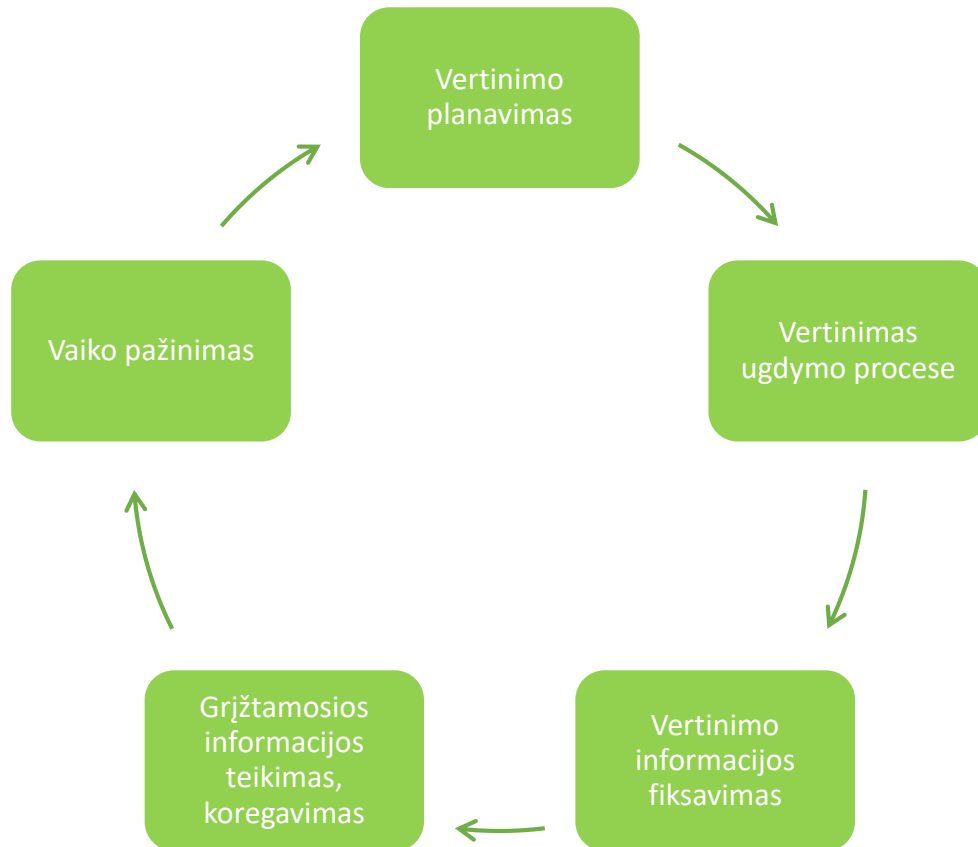 Vertinimo
planavimas
Vertinimas
ugdymo procese
Vertinimo
informacijos
fiksavimas
Grįžtamosios
informacijos
teikimas,
koregavimas
Vaiko pažinimas